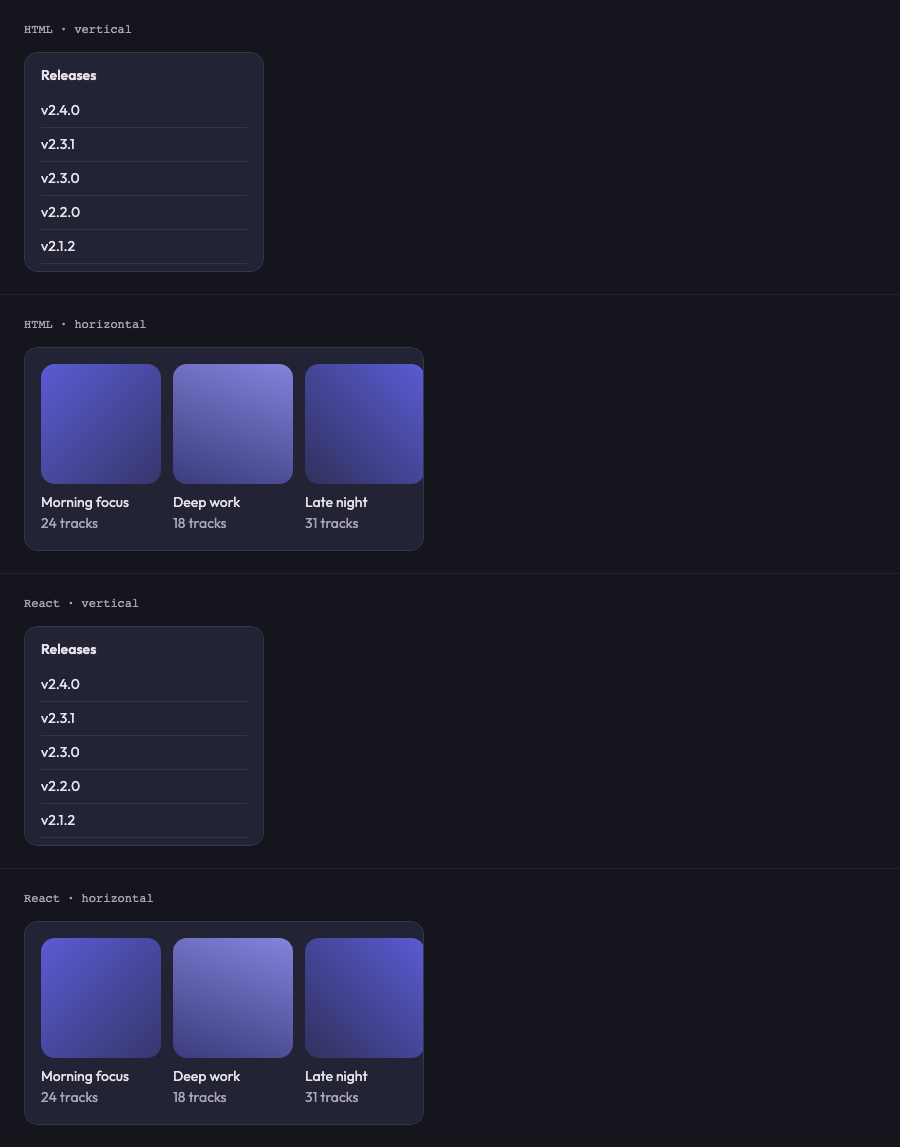 HTML • vertical
Releases
v2.4.0
v2.3.1
v2.3.0
v2.2.0
v2.1.2
HTML • horizontal
Morning focus
24 tracks
Deep work
18 tracks
Late night
31 tracks
React • vertical
Releases
v2.4.0
v2.3.1
v2.3.0
v2.2.0
v2.1.2
React • horizontal
Morning focus
24 tracks
Deep work
18 tracks
Late night
31 tracks